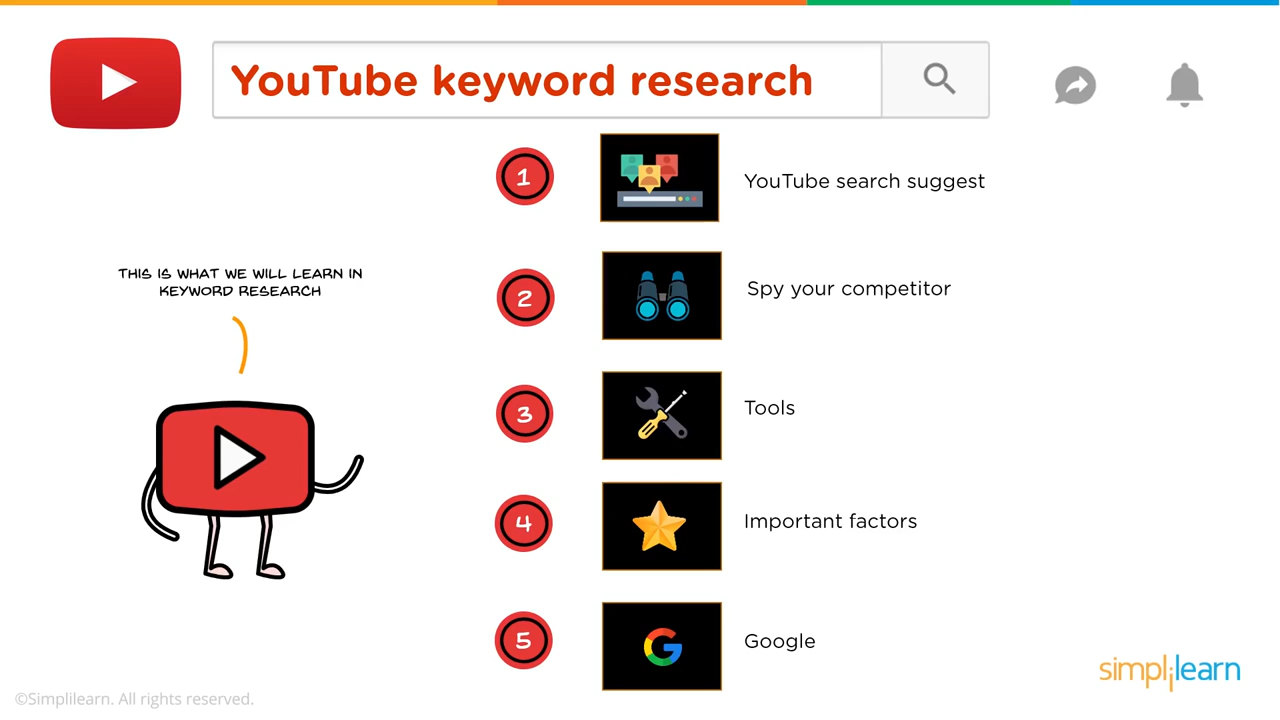 YouTube keyword research
1
YouTube search suggest
THIS IS WHAT WE WILL LEARN IN
KEYWORD RESEARCH
2
Spy your competitor
3
Tools
4
Important factors
5
Google
simplilearn
©Simplilearn. All rights reserved.